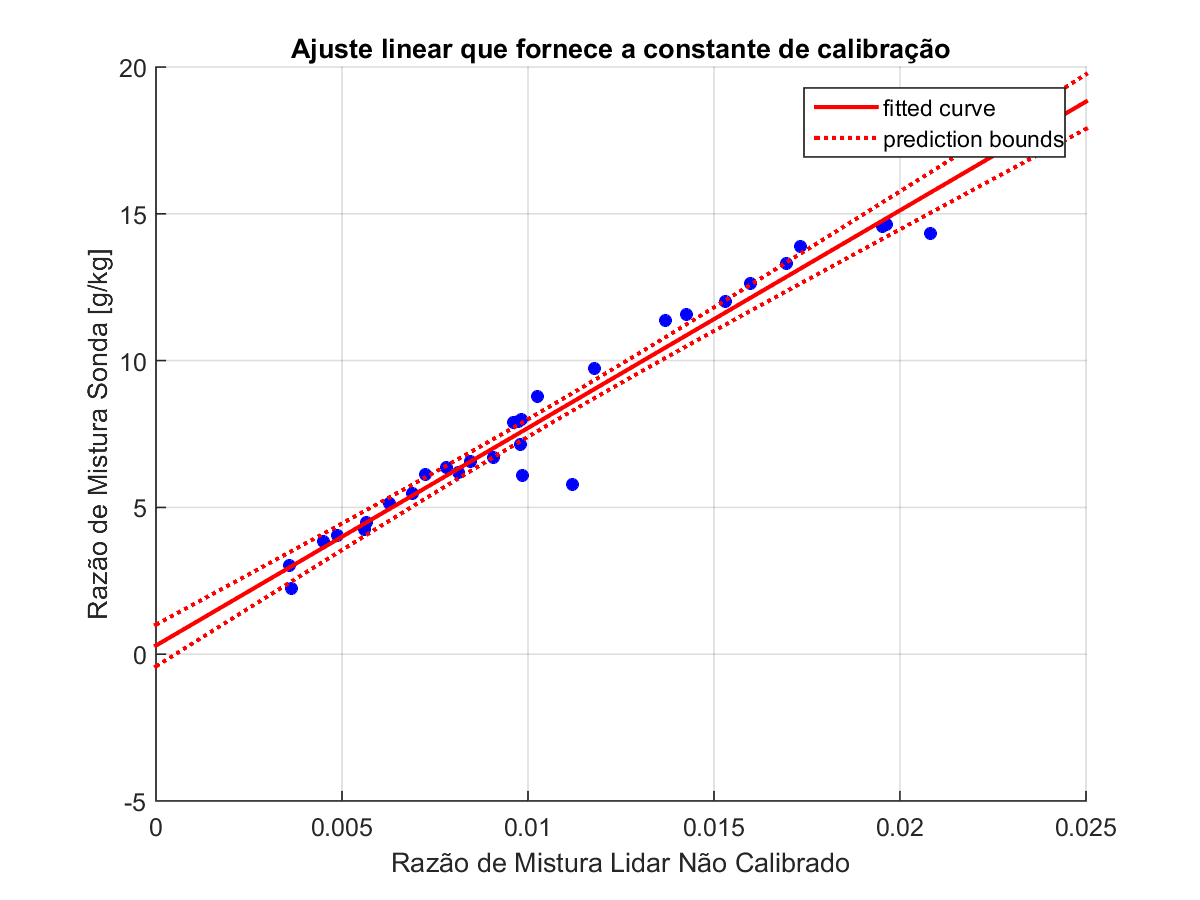 Ajuste linear que fornece a constante de calibração
20
15
10
5
0
-5
fitted curve
prediction bounds
0 0.005 0.01 0.015 0.02 0.025
Razão de Mistura Lidar Não Calibrado
Razão de Mistura Sonda [g/kg]